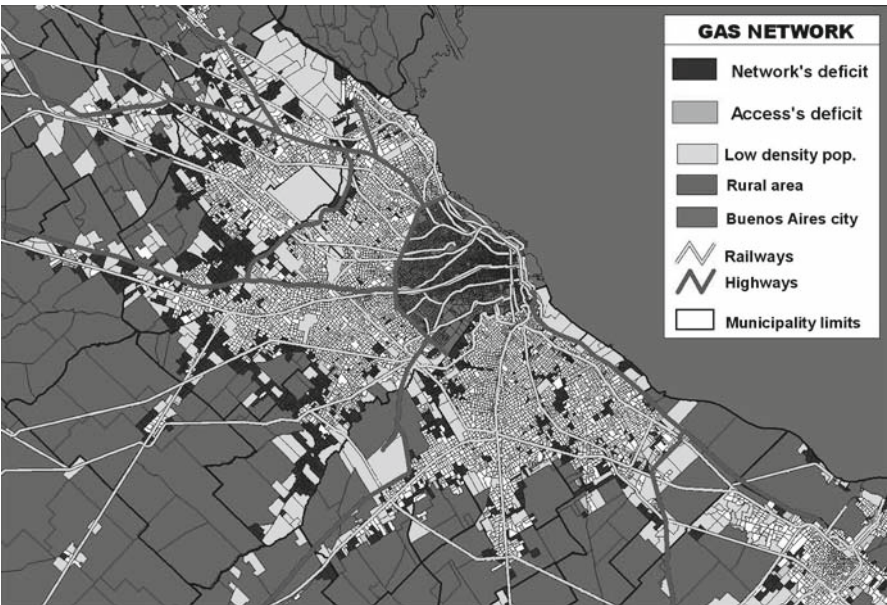 GAS NETWORK
Network's deficit
Access's deficit
Low density pop.
Rural area
Buenos Aires city
Railways
Highways
Municipality limits